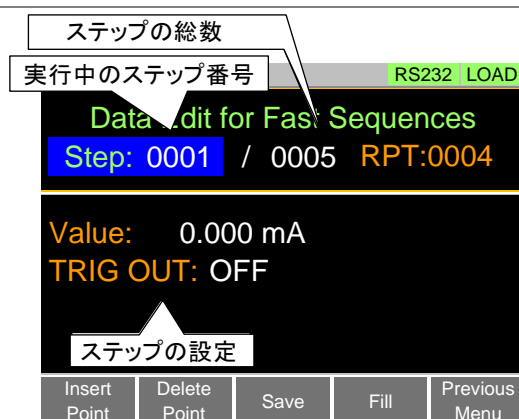 ステップの総数
実行中のステップ番号
RS232 LOAD
Data Edit for Fast Sequences
Step: 0001 / 0005 RPT:0004
Value: 0.000 mA
TRIG OUT: OFF
ステップの設定
Insert Point
Delete Point
Save
Fill
Previous Menu